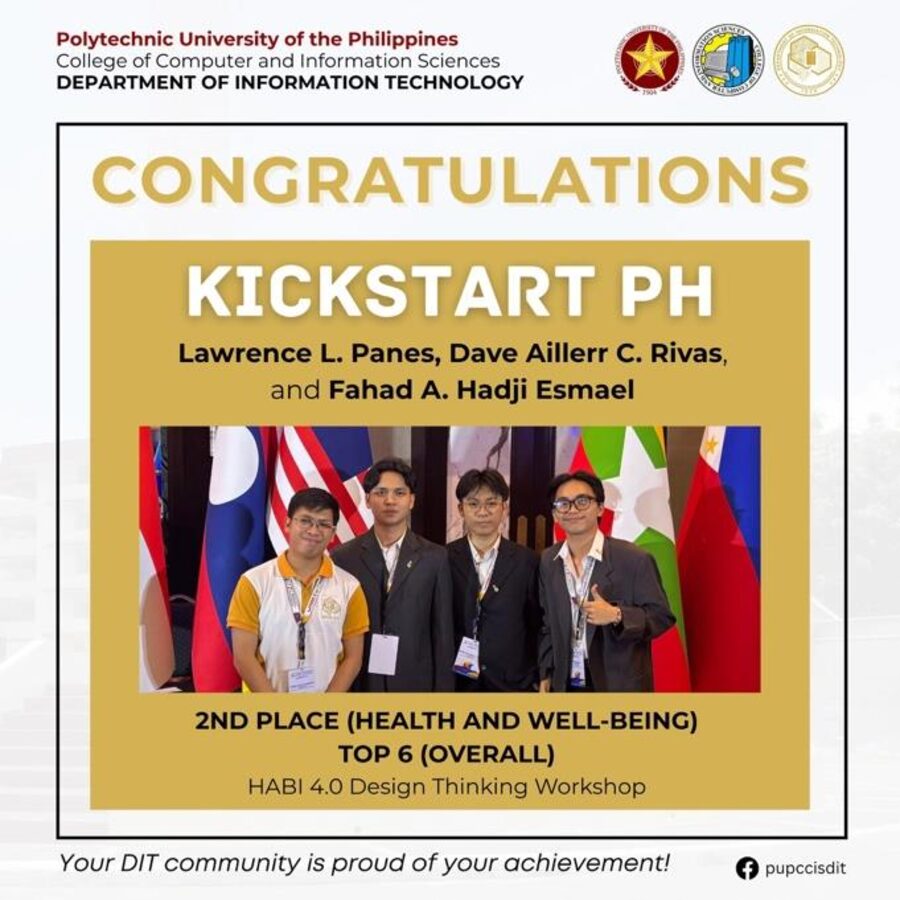 Polytechnic University of the Philippines
College of Computer and Information Sciences
DEPARTMENT OF INFORMATION TECHNOLOGY
1904
CONGRATULATIONS
KICKSTART PH
Lawrence L. Panes, Dave Aillerr C. Rivas,
and Fahad A. Hadji Esmael
2ND PLACE (HEALTH AND WELL-BEING)
TOP 6 (OVERALL)
HABI 4.0 Design Thinking Workshop
Your DIT community is proud of your achievement!
pupccisdit